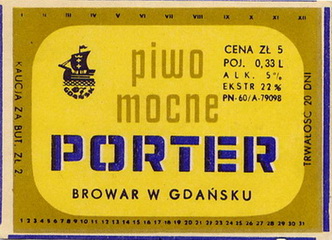 I II III IV V VI VII VIII IX X XI XII
KAUCJA ZA BUT. ZŁ 2
GDAŃSK
piwo
mocne
CENA ZŁ 5
POJ. 0,33 L
ALK. 5%
EKSTR 22%
PN-60/A-79098
TRWAŁOŚĆ 20 DNI
PORTER
BROWAR W GDAŃSKU
1 2 3 4 5 6 7 8 9 10 11 12 13 14 15 16 17 18 19 20 21 22 23 24 25 26 27 28 29 30 31